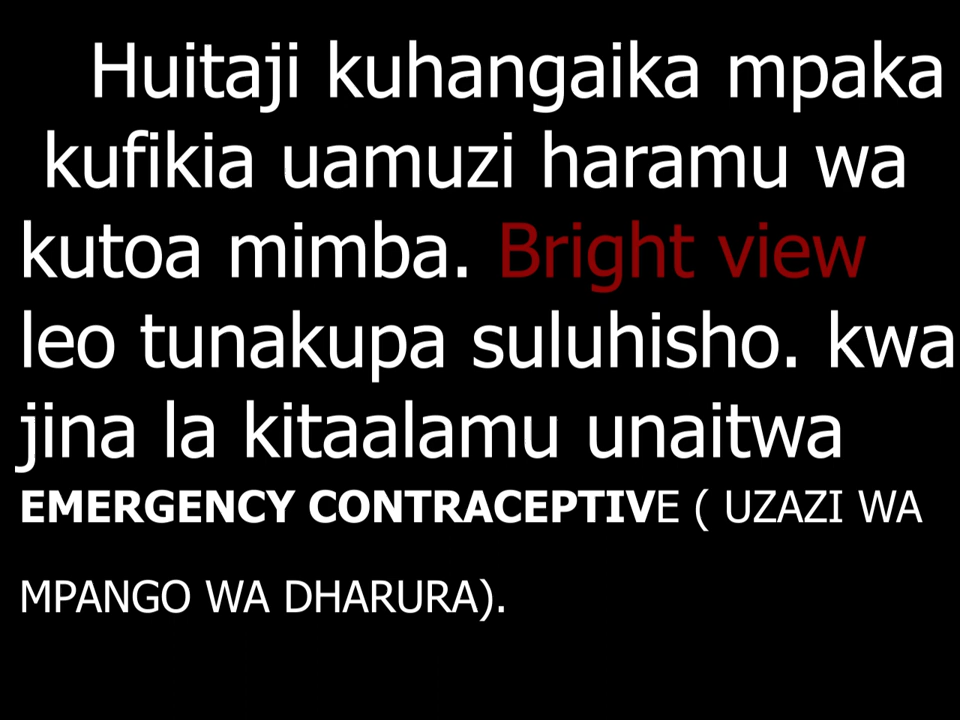 Huitaji kuhangaika mpaka
kufikia uamuzi haramu wa
kutoa mimba. Bright view
leo tunakupa suluhisho. kwa
jina la kitaalamu unaitwa
EMERGENCY CONTRACEPTIVE ( UZAZI WA
MPANGO WA DHARURA).